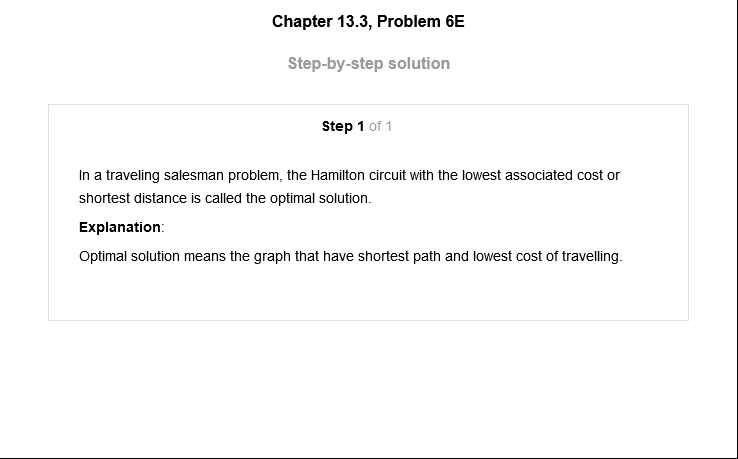 Chapter 13.3, Problem 6E
Step-by-step solution
Step 1 of 1
In a traveling salesman problem, the Hamilton circuit with the lowest associated cost or
shortest distance is called the optimal solution.
Explanation:
Optimal solution means the graph that have shortest path and lowest cost of travelling.